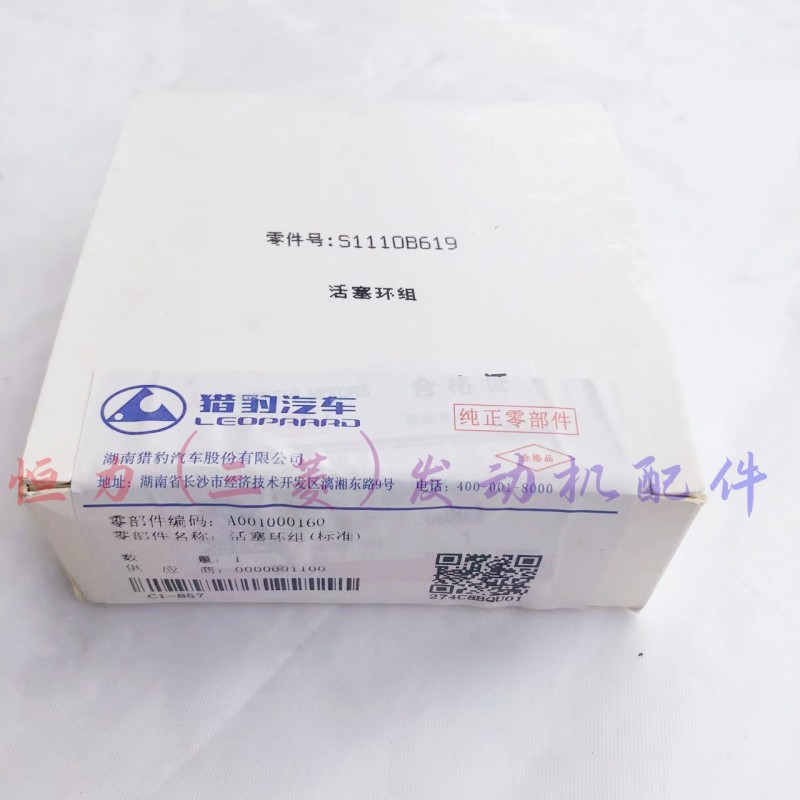 零件号:S1110B619
活塞环组
合格证
猎豹汽车
LEOPAARD
纯正零部件
合格品
湖南猎豹汽车股份有限公司
地址: 湖南省长沙市经济技术开发区漓湘东路9号 电话: 400-001-8000
恒力(三菱)发动机配件
零部件编码: A001000160
零部件名称: 活塞环组(标准)
数 量: 1
供 应 商: 0000001100
C1-857
274C8BQU01